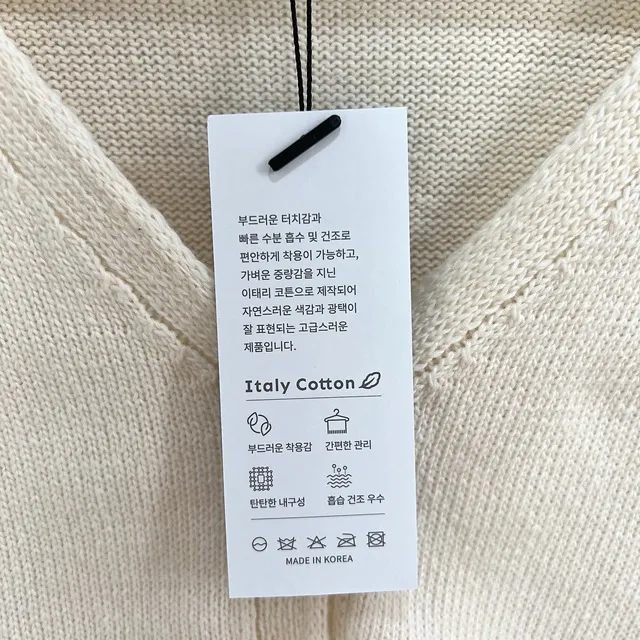 부드러운 터치감과
빠른 수분 흡수 및 건조로
편안하게 착용이 가능하고,
가벼운 중량감을 지닌
이태리 코튼으로 제작되어
자연스러운 색감과 광택이
잘 표현되는 고급스러운
제품입니다.
Italy Cotton
부드러운 착용감
간편한 관리
탄탄한 내구성
흡습 건조 우수
MADE IN KOREA